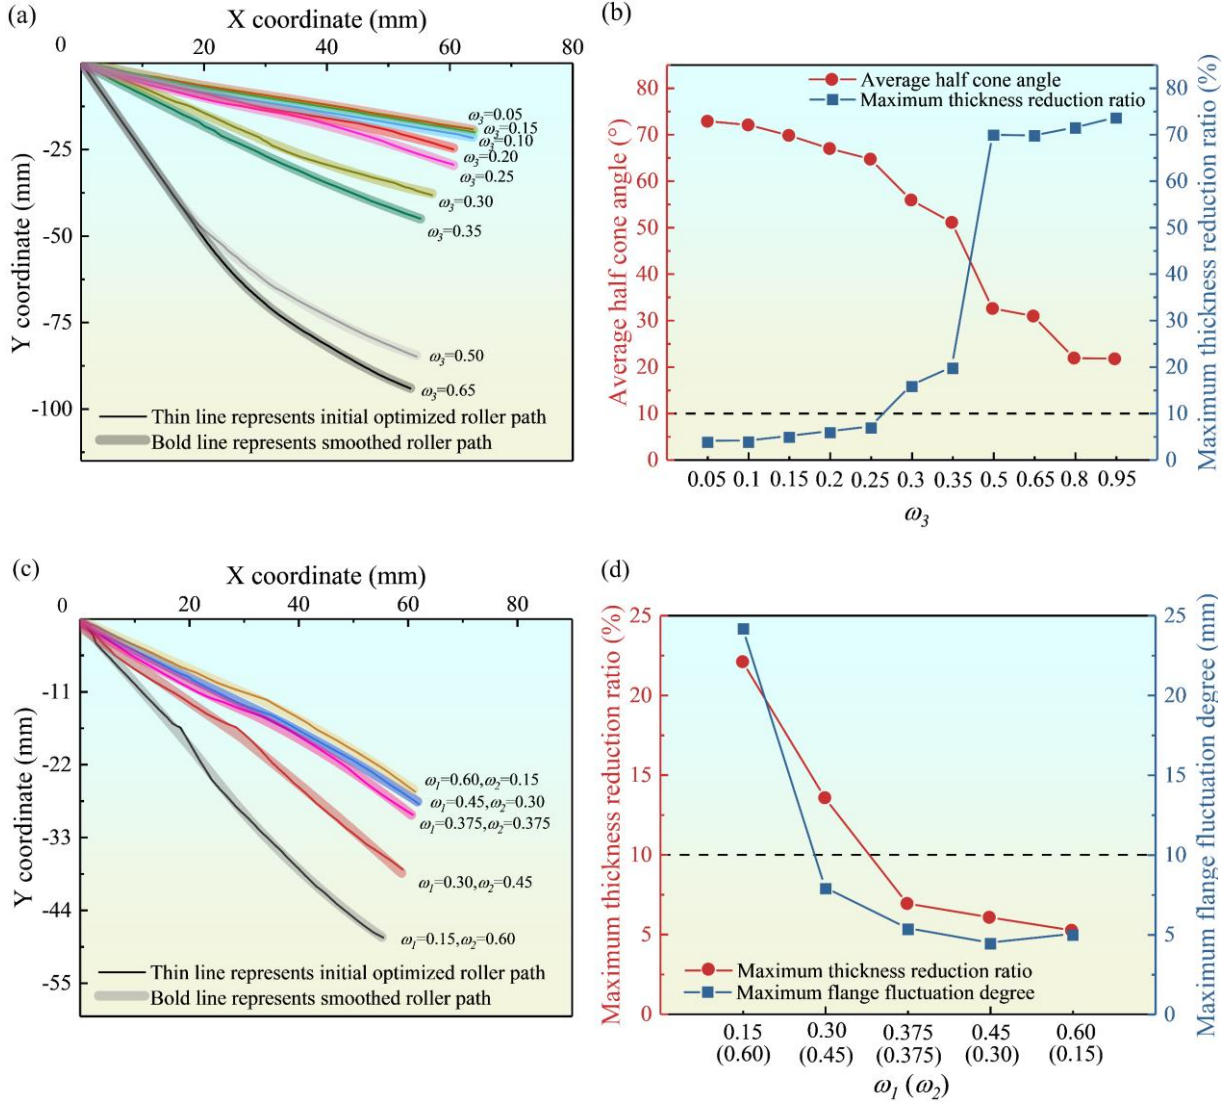 (a)
X coordinate (mm)
0 20 40 60 80
Y coordinate (mm)
-25
-50
-75
-100
ω3=0.05
ω3=0.15
ω3=0.10
ω3=0.20
ω3=0.25
ω3=0.30
ω3=0.35
ω3=0.50
ω3=0.65
Thin line represents initial optimized roller path
Bold line represents smoothed roller path
(b)
Average half cone angle
Maximum thickness reduction ratio
Average half cone angle (°)
80
70
60
50
40
30
20
10
0
Maximum thickness reduction ratio (%)
80
70
60
50
40
30
20
10
0
0.05 0.1 0.15 0.2 0.25 0.3 0.35 0.5 0.65 0.8 0.95
ω3
(c)
X coordinate (mm)
0 20 40 60 80
Y coordinate (mm)
-11
-22
-33
-44
-55
ω1=0.60,ω2=0.15
ω1=0.45,ω2=0.30
ω1=0.375,ω2=0.375
ω1=0.30,ω2=0.45
ω1=0.15,ω2=0.60
Thin line represents initial optimized roller path
Bold line represents smoothed roller path
(d)
Maximum thickness reduction ratio (%)
25
20
15
10
5
0
Maximum flange fluctuation degree (mm)
25
20
15
10
5
0
Maximum thickness reduction ratio
Maximum flange fluctuation degree
0.15 0.30 0.375 0.45 0.60
(0.60) (0.45) (0.375) (0.30) (0.15)
ω1 (ω2)